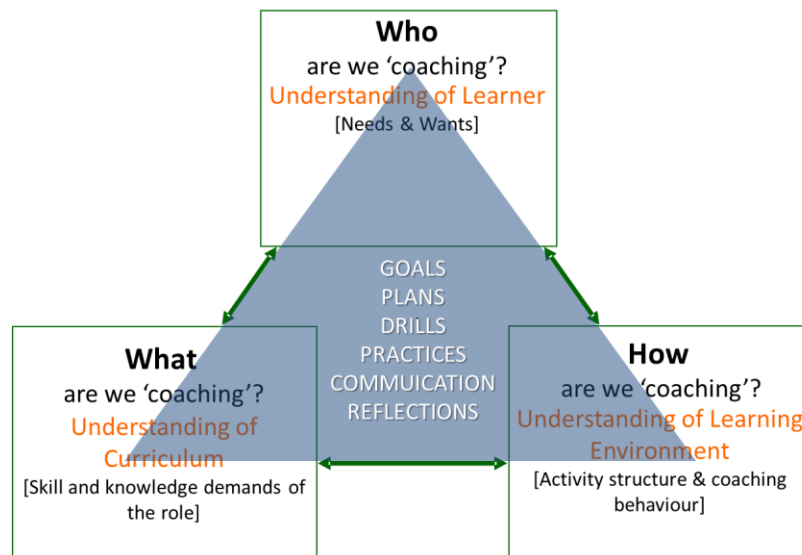 Who
are we ‘coaching’?
Understanding of Learner
[Needs & Wants]
GOALS
PLANS
DRILLS
PRACTICES
COMMUICATION
REFLECTIONS
What
are we ‘coaching’?
Understanding of
Curriculum
[Skill and knowledge demands of
the role]
How
are we ‘coaching’?
Understanding of Learning
Environment
[Activity structure & coaching
behaviour]